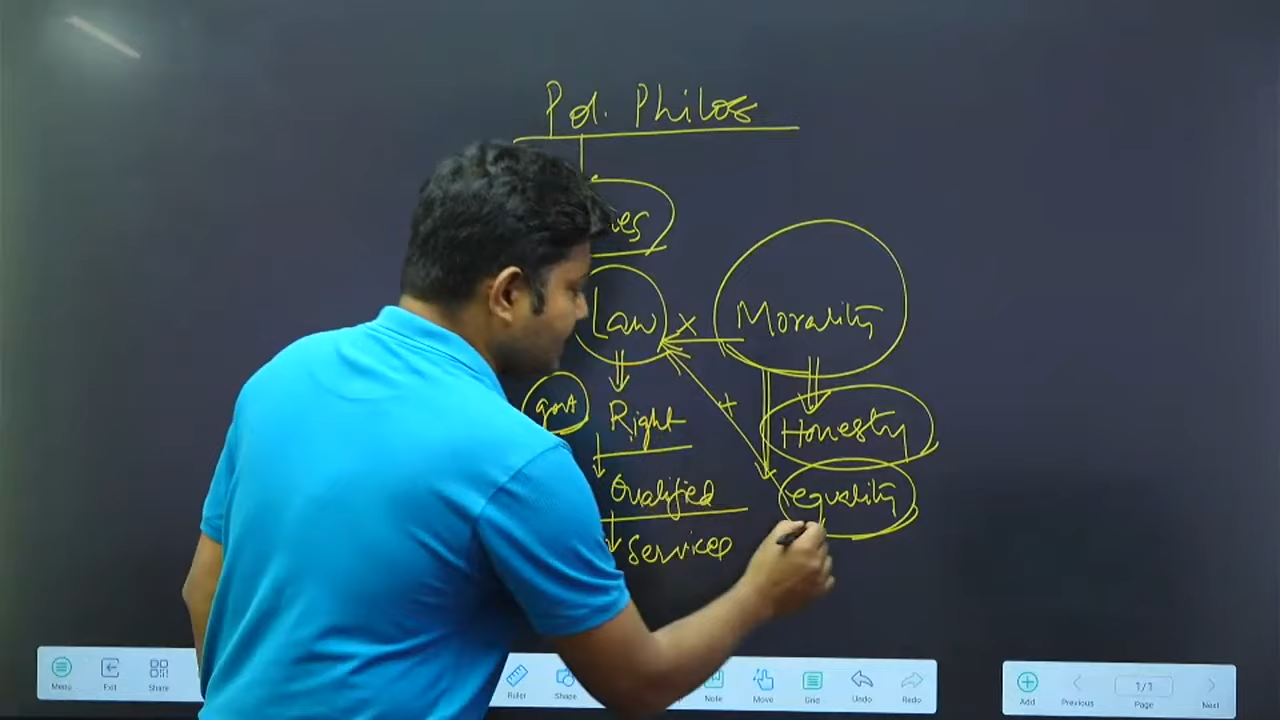 Pol. Philos
Law x Morality
govt Right Honesty
Qualified equality
Services
Menu Exit Share Ruler Shape Note Move Grid Undo Redo Add Previous 1/1 Page Next